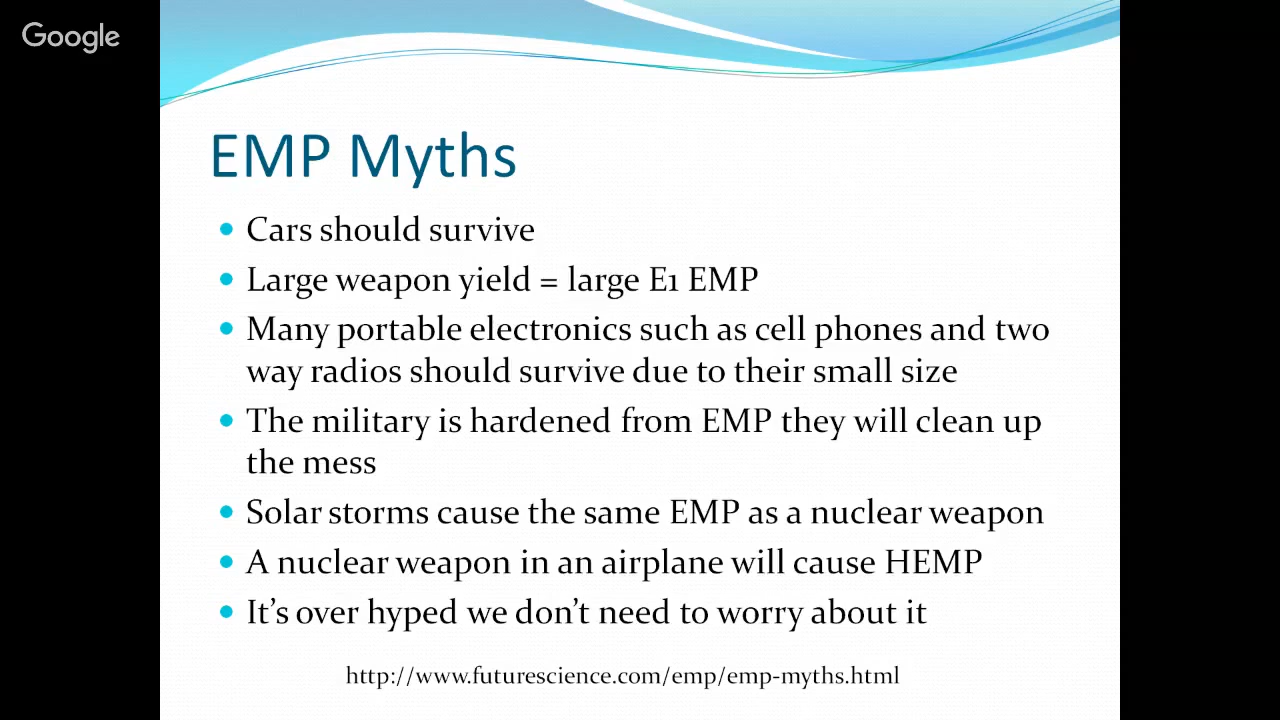 Google
EMP Myths
Cars should survive
Large weapon yield = large E1 EMP
Many portable electronics such as cell phones and two
way radios should survive due to their small size
The military is hardened from EMP they will clean up
the mess
Solar storms cause the same EMP as a nuclear weapon
A nuclear weapon in an airplane will cause HEMP
It's over hyped we don't need to worry about it
http://www.futurescience.com/emp/emp-myths.html